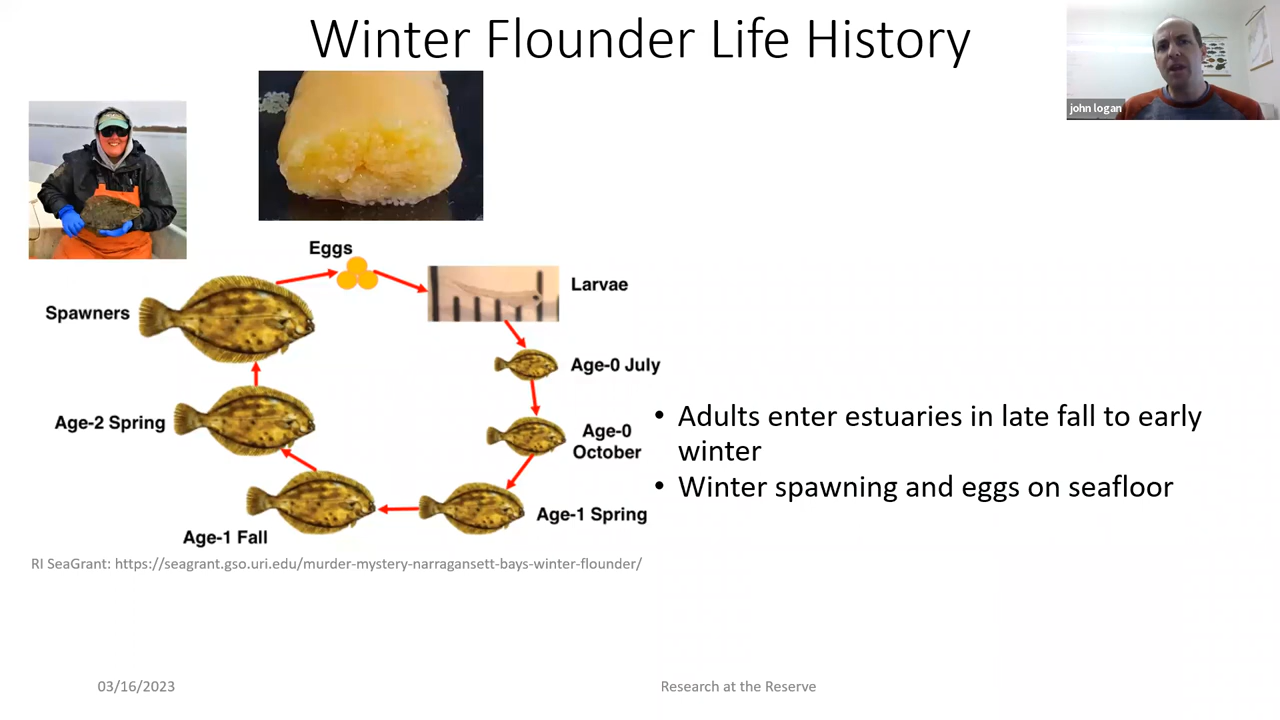 Winter Flounder Life History
john logan
Eggs
Larvae
Spawners
Age-0 July
Age-2 Spring
Age-0
October
Age-1 Spring
Age-1 Fall
RI SeaGrant: https://seagrant.gso.uri.edu/murder-mystery-narragansett-bays-winter-flounder/
• Adults enter estuaries in late fall to early
winter
• Winter spawning and eggs on seafloor
03/16/2023
Research at the Reserve